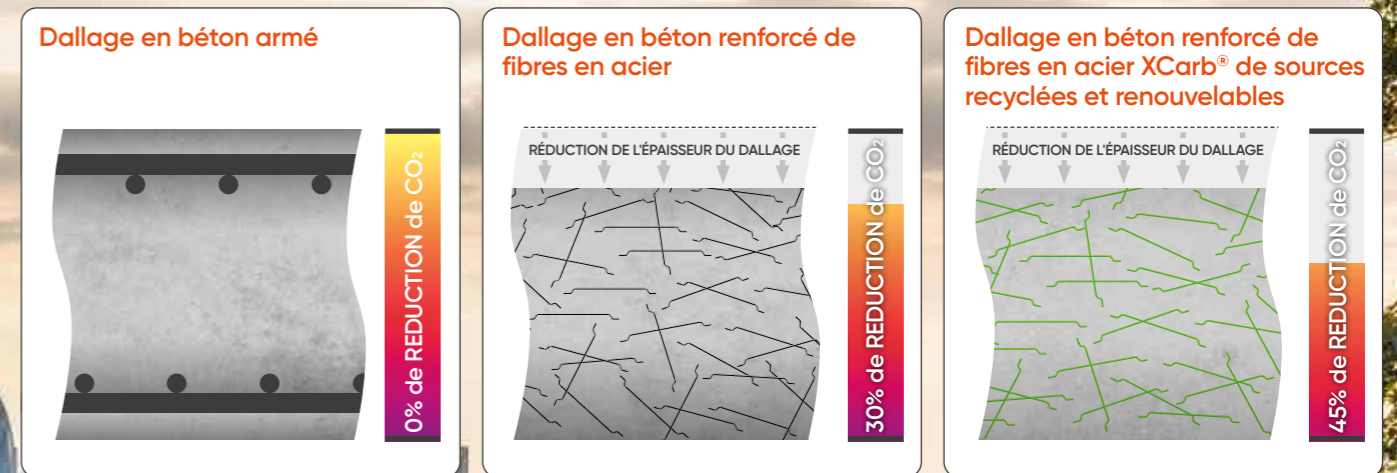 Dallage en béton armé
0% de REDUCTION de CO₂
Dallage en béton renforcé de
fibres en acier
RÉDUCTION DE L'ÉPAISSEUR DU DALLAGE
30% de REDUCTION de CO₂
Dallage en béton renforcé de
fibres en acier XCarb® de sources
recyclées et renouvelables
RÉDUCTION DE L'ÉPAISSEUR DU DALLAGE
45% de REDUCTION de CO₂